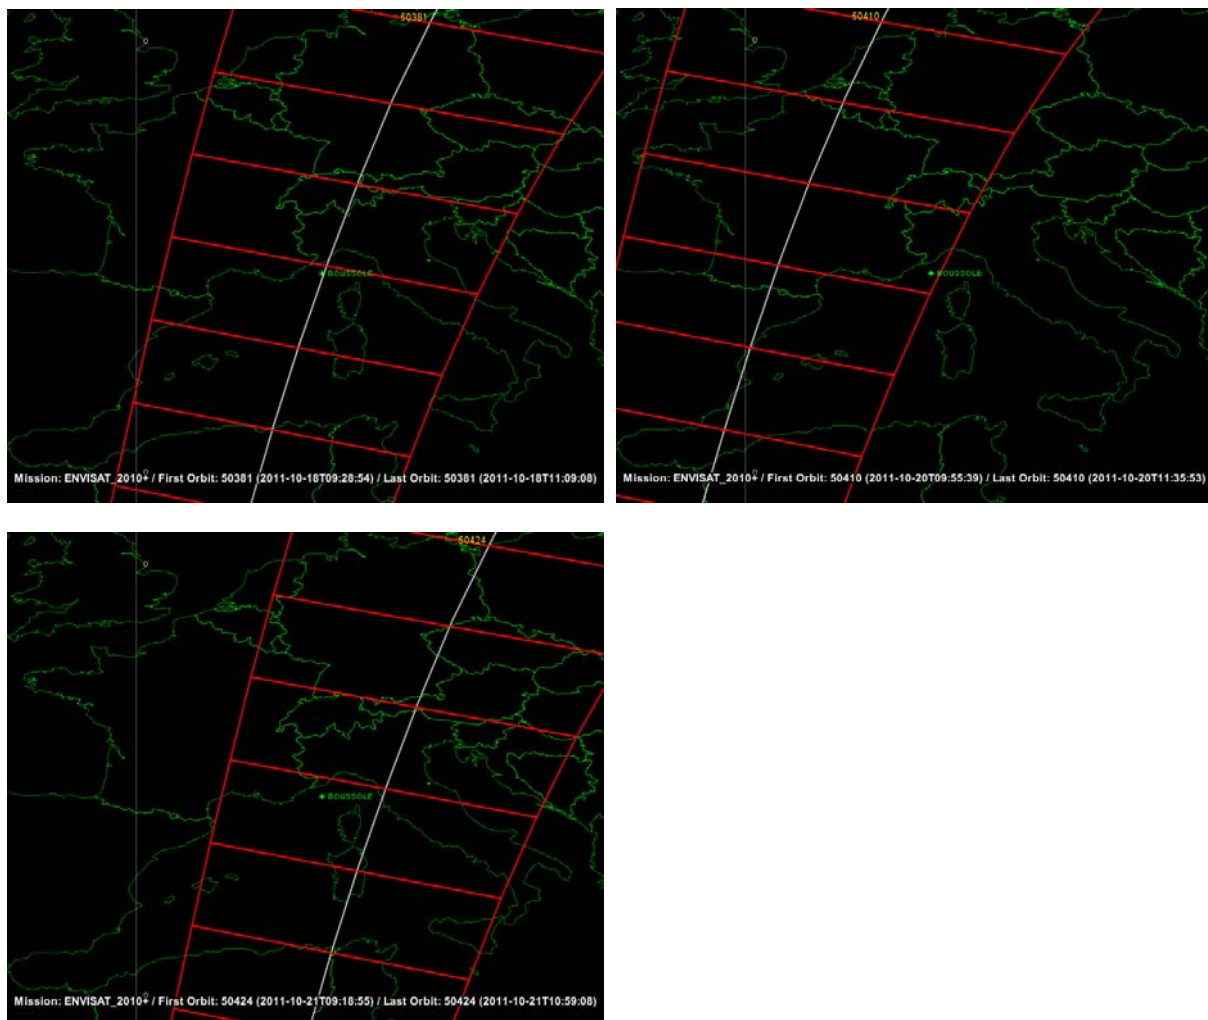 50381
0
BOUSSOLE
0
Mission: ENVISAT_2010+ / First Orbit: 50381 (2011-10-18T09:28:54) / Last Orbit: 50381 (2011-10-18T11:09:08)
50410
0
BOUSSOLE
0
Mission: ENVISAT_2010+ / First Orbit: 50410 (2011-10-20T09:55:39) / Last Orbit: 50410 (2011-10-20T11:35:53)
50424
0
BOUSSOLE
0
Mission: ENVISAT_2010+ / First Orbit: 50424 (2011-10-21T09:18:55) / Last Orbit: 50424 (2011-10-21T10:59:08)